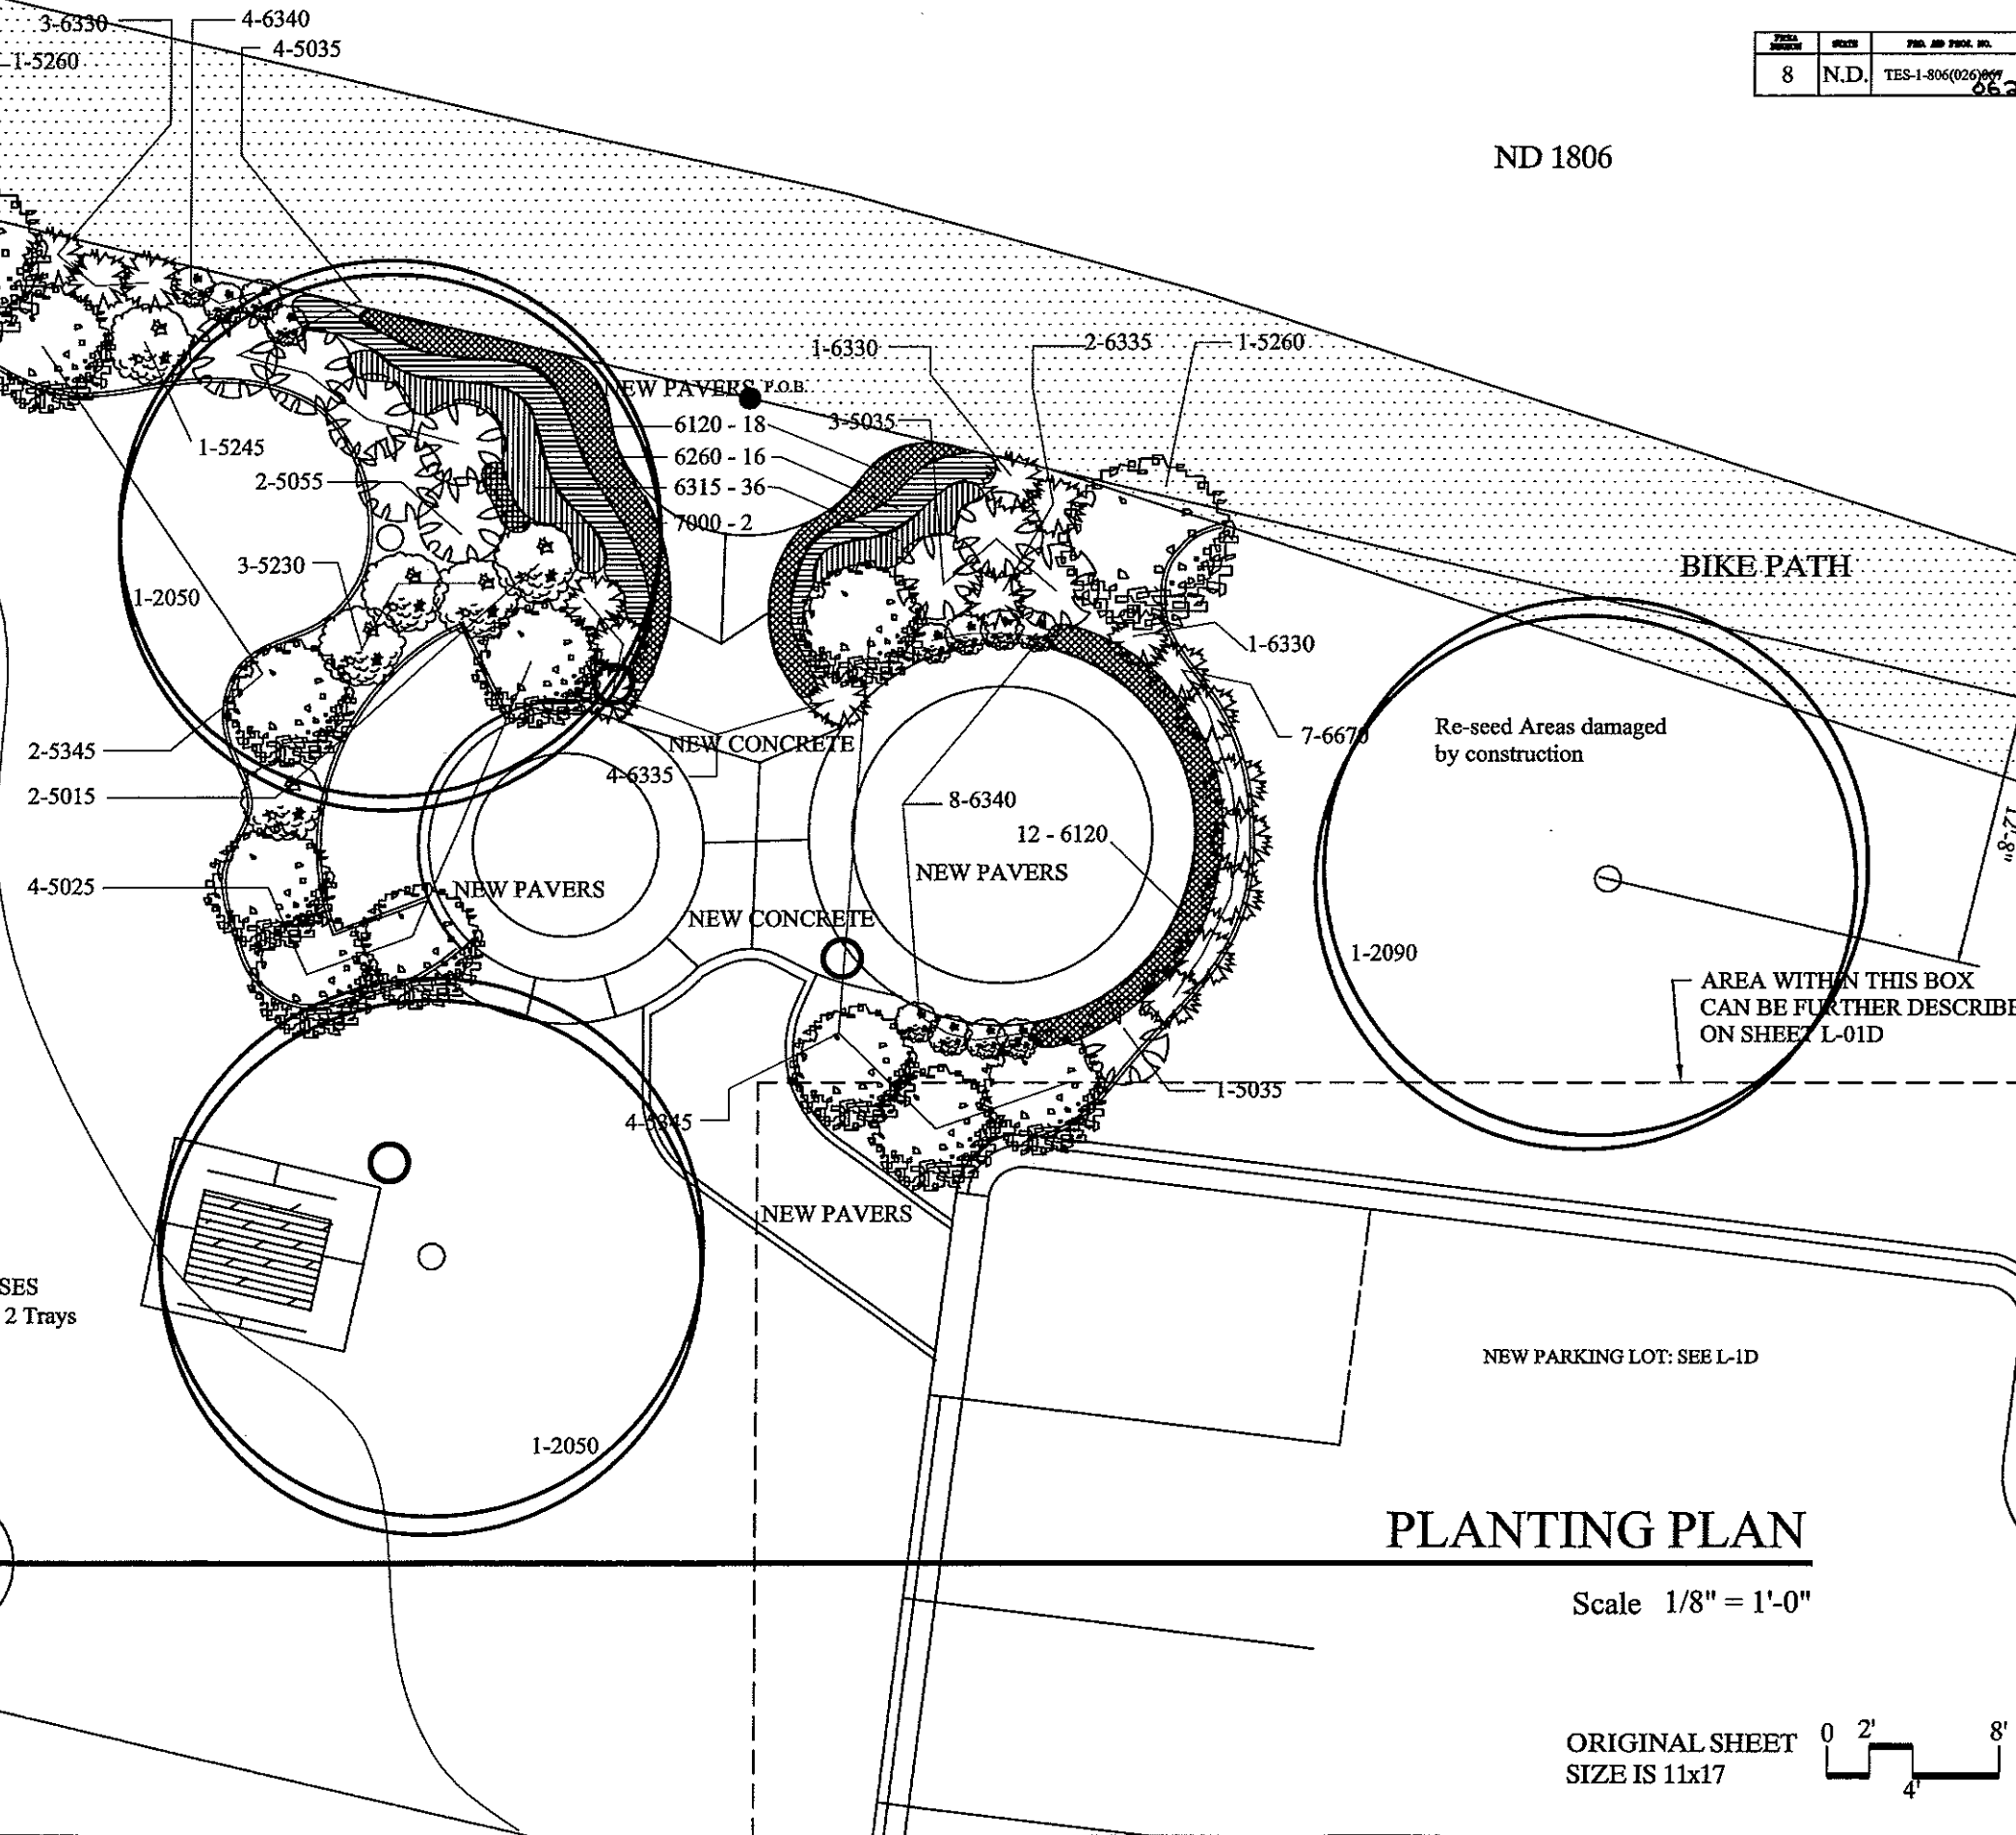 3-6330
4-6340
1-5260
4-5035
8
N.D.
TES-1-806(026)
062
ND 1806
1-6330
2-6335
1-5260
NEW PAVERS P.O.B.
6120 - 18
3-5035
1-5245
6260 - 16
2-5055
6315 - 36
7000 - 2
3-5230
BIKE PATH
1-2050
1-6330
Re-seed Areas damaged
by construction
7-6670
2-5345
NEW CONCRETE
4-6335
2-5015
8-6340
12 - 6120
12'-8"
NEW PAVERS
4-5025
NEW PAVERS
NEW CONCRETE
1-2090
AREA WITHIN THIS BOX
CAN BE FURTHER DESCRIBE
ON SHEET L-01D
1-5035
4-5345
NEW PAVERS
SES
2 Trays
NEW PARKING LOT: SEE L-1D
1-2050
PLANTING PLAN
Scale 1/8" = 1'-0"
ORIGINAL SHEET
SIZE IS 11x17
0 2' 8'
4'